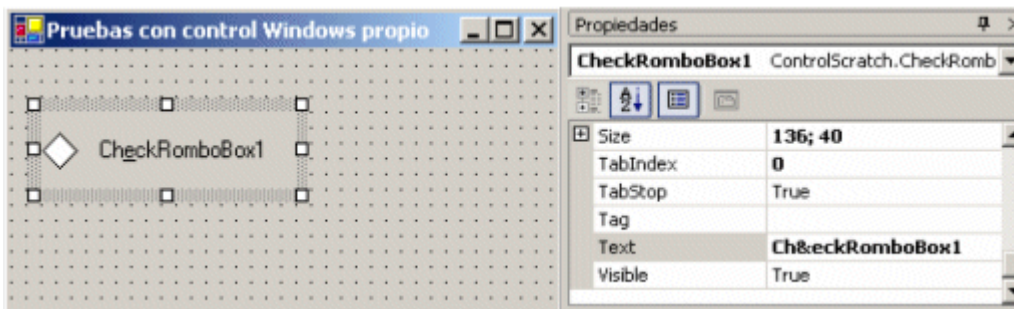 Pruebas con control Windows propio
CheckRomboBox1
Propiedades
CheckRomboBox1 ControlScratch.CheckRomb
Size 136; 40
TabIndex 0
TabStop True
Tag
Text Ch&eckRomboBox1
Visible True